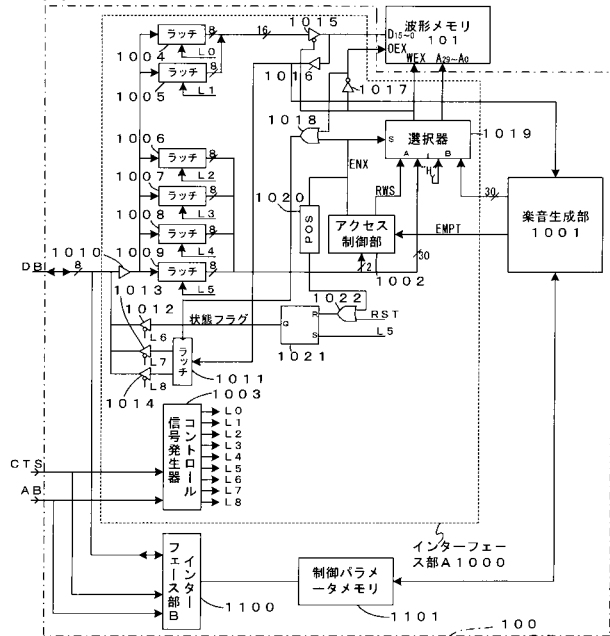 1015
ラッチ
8
16
1004
L0
1016
ラッチ
8
1005
L1
D15~0
OEX
波形メモリ
101
WEX
A29~A0
1017
1018
1006
ラッチ
8
L2
1007
ラッチ
8
L3
1008
ラッチ
8
L4
1010
1009
ラッチ
8
L5
DB
8
S
選択器
A
B
"H"
1019
ENX
RWS
30
1020
POS
アクセス
制御部
1002
2
30
EMPT
楽音生成部
1001
1013
1012
状態フラグ
L6
L7
L8
1014
ラッチ
1011
Q
R
S
1021
1022
RST
L5
1003
コントロール
信号発生器
L0
L1
L2
L3
L4
L5
L6
L7
L8
CTS
AB
インターフェース
部A1000
インター
フェース部
B
1100
制御パラメ
ータメモリ
1101
100